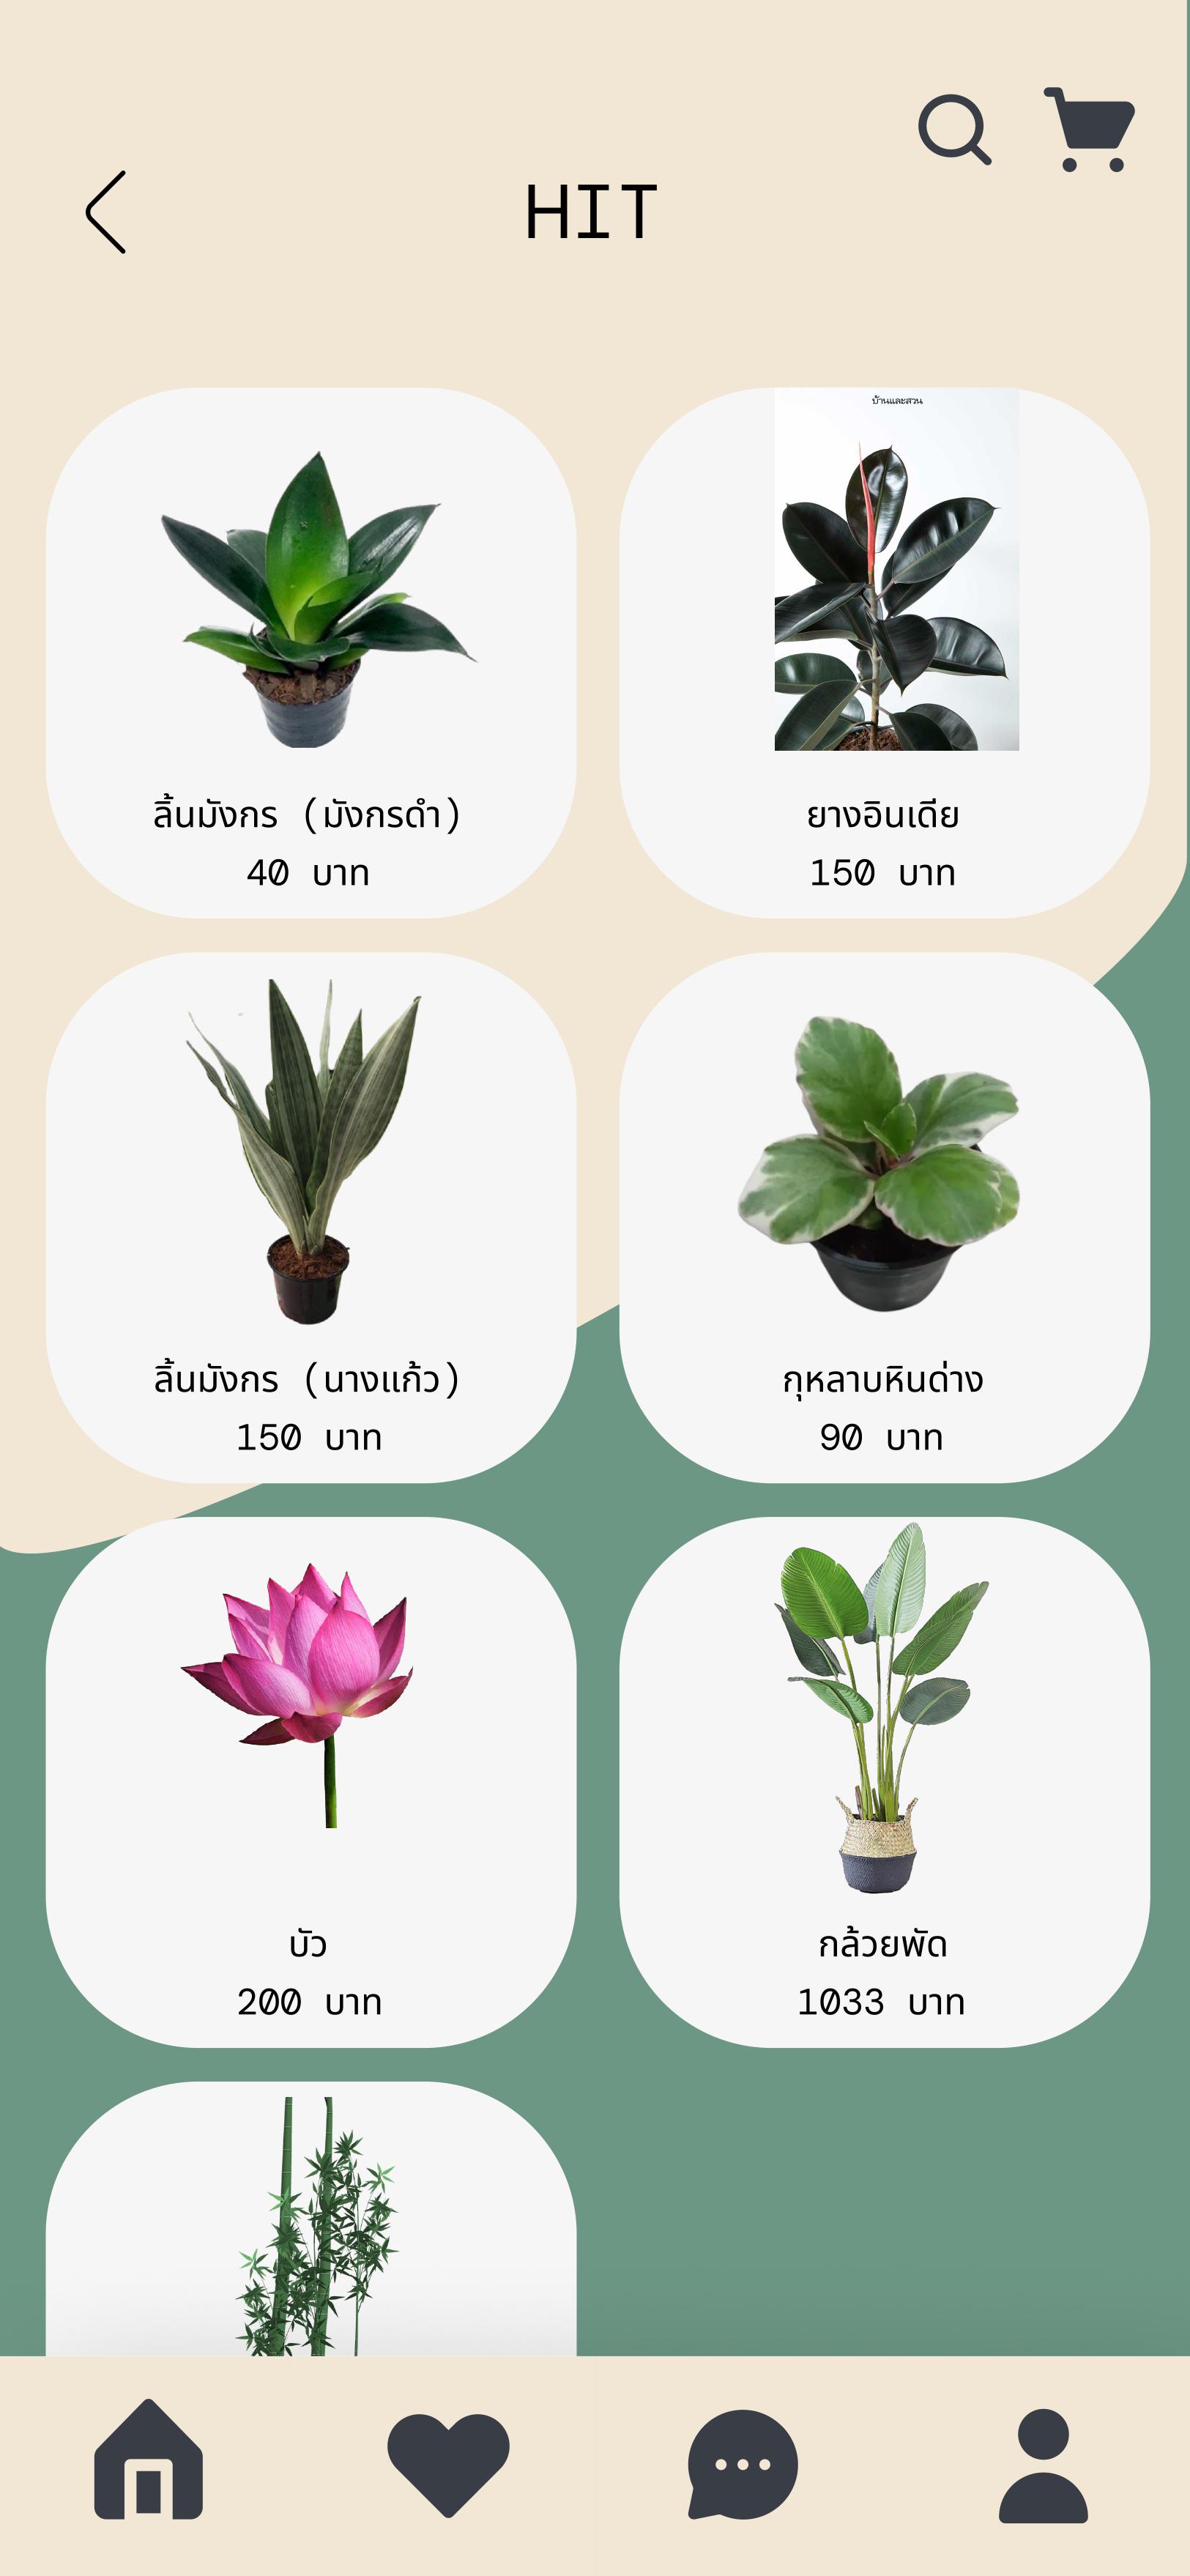 HIT
บ้านและสวน
ลิ้นมังกร (มังกรดำ)
40 บาท
ยางอินเดีย
150 บาท
ลิ้นมังกร (นางแก้ว)
150 บาท
กุหลาบหินด่าง
90 บาท
บัว
200 บาท
กล้วยพัด
1033 บาท